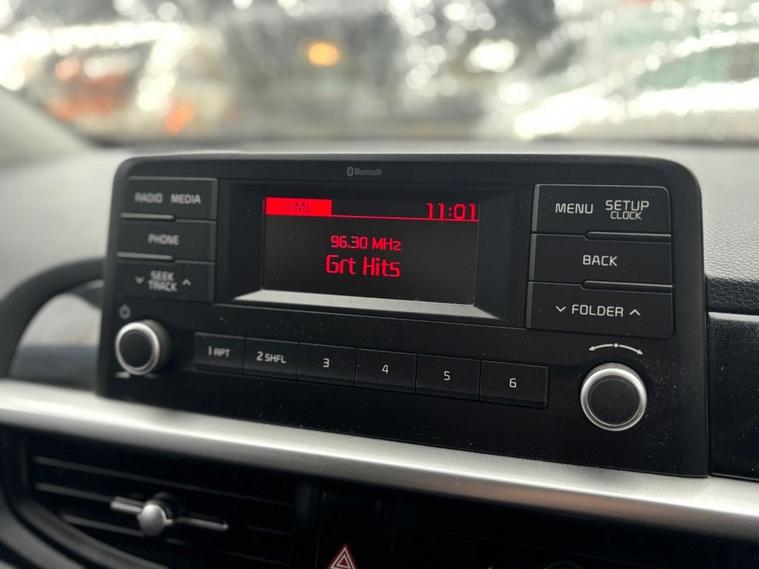 Bluetooth
RADIO MEDIA
PHONE
SEEK
TRACK
FM1 11:01
96.30 MHz
Grt Hits
MENU SETUP
CLOCK
BACK
FOLDER
1 RPT 2 SHFL 3 4 5 6